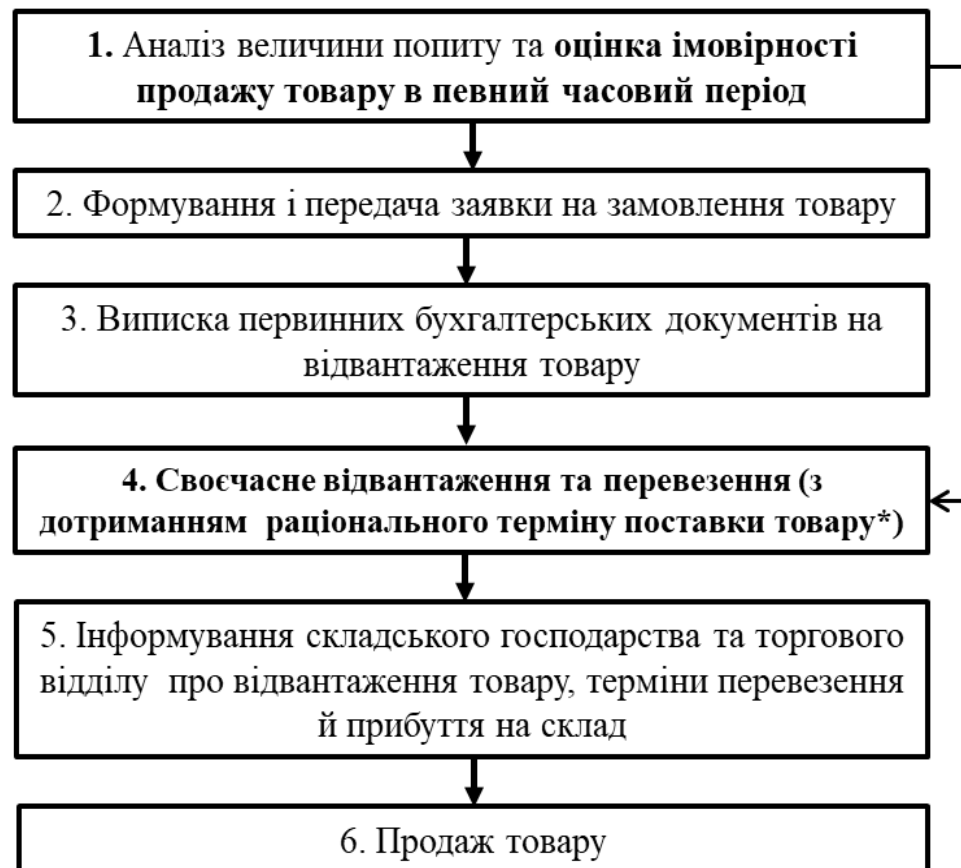 1. Аналіз величини попиту та оцінка імовірності
продажу товару в певний часовий період
2. Формування і передача заявки на замовлення товару
3. Виписка первинних бухгалтерських документів на
відвантаження товару
4. Своєчасне відвантаження та перевезення (з
дотриманням раціонального терміну поставки товару*)
5. Інформування складського господарства та торгового
відділу про відвантаження товару, терміни перевезення
й прибуття на склад
6. Продаж товару